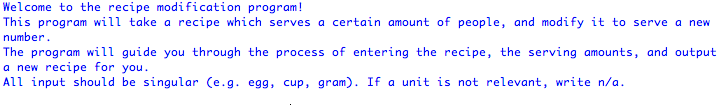 Welcome to the recipe modification program!
This program will take a recipe which serves a certain amount of people, and modify it to serve a new
number.
The program will guide you through the process of entering the recipe, the serving amounts, and output
a new recipe for you.
All input should be singular (e.g. egg, cup, gram). If a unit is not relevant, write n/a.